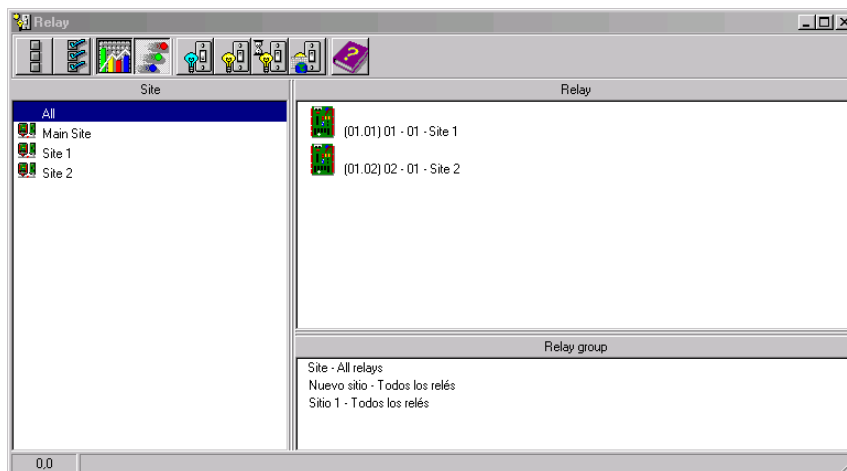 Relay
Site
Relay
All
Main Site
Site 1
Site 2
(01.01) 01 - 01 - Site 1
(01.02) 02 - 01 - Site 2
Relay group
Site - All relays
Nuevo sitio - Todos los relés
Sitio 1 - Todos los relés
0,0